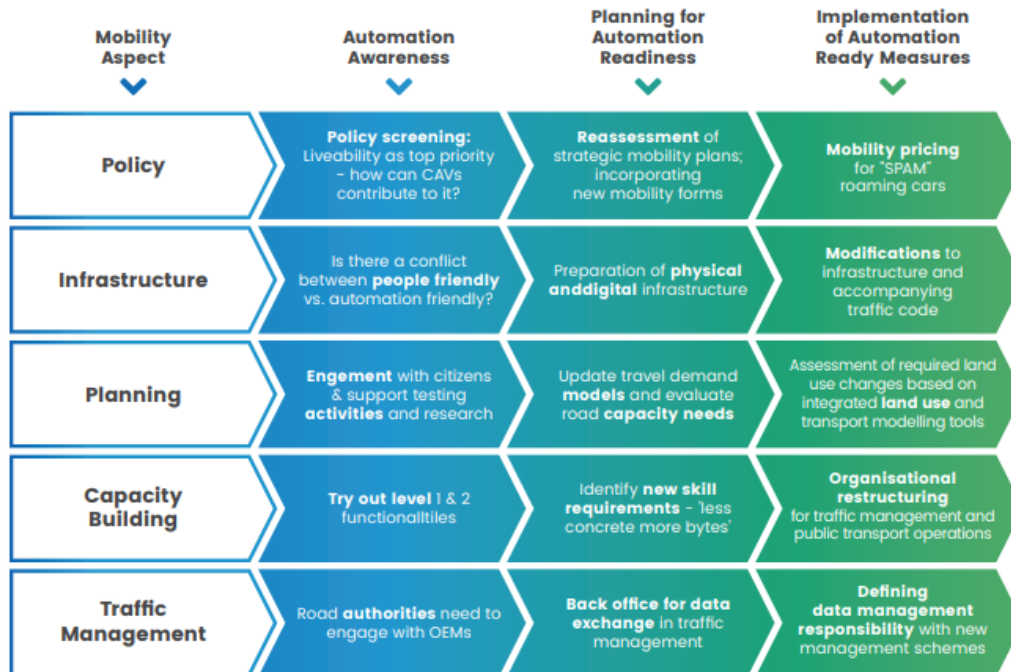 Mobility
Aspect
Automation
Awareness
Planning for
Automation
Readiness
Implementation
of Automation
Ready Measures
Policy
Policy screening:
Liveability as top priority
- how can CAVs
contribute to it?
Reassessment of
strategic mobility plans;
incorporating
new mobility forms
Mobility pricing
for "SPAM"
roaming cars
Infrastructure
Is there a conflict
between people friendly
vs. automation friendly?
Preparation of physical
anddigital infrastructure
Modifications to
infrastructure and
accompanying
traffic code
Planning
Engement with citizens
& support testing
activities and research
Update travel demand
models and evaluate
road capacity needs
Assessment of required land
use changes based on
integrated land use and
transport modelling tools
Capacity
Building
Try out level 1 & 2
functionalltiles
Identify new skill
requirements - 'less
concrete more bytes'
Organisational
restructuring
for traffic management and
public transport operations
Traffic
Management
Road authorities need to
engage with OEMs
Back office for data
exchange in traffic
management
Defining
data management
responsibility with new
management schemes